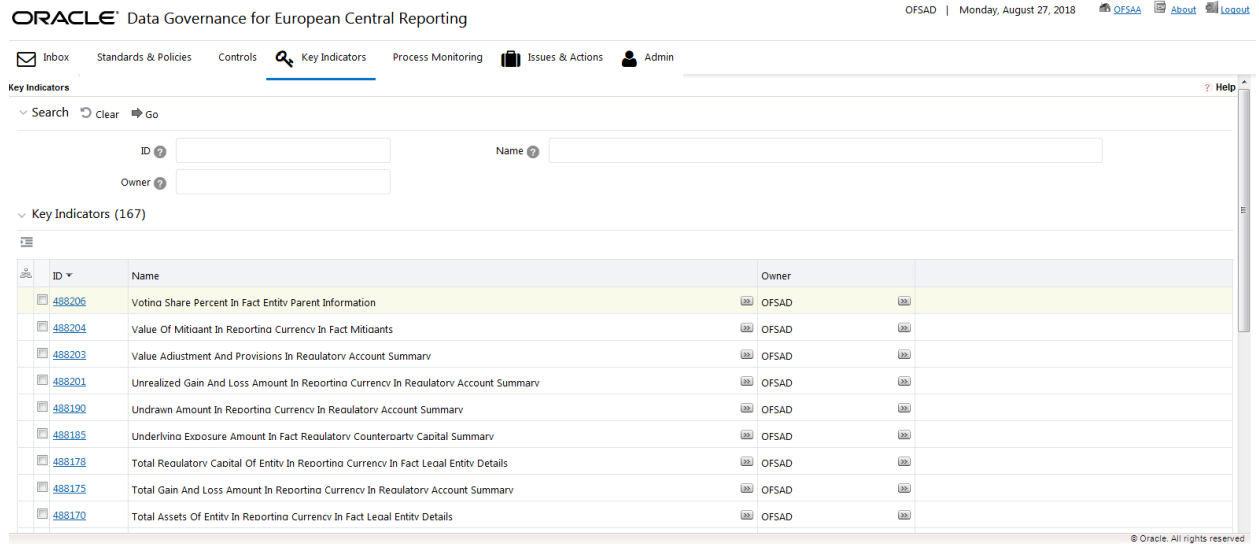 ORACLE® Data Governance for European Central Reporting
OFSAD | Monday, August 27, 2018 OFSAA About Logout
Inbox Standards & Policies Controls Key Indicators Process Monitoring Issues & Actions Admin
Key Indicators ? Help
Search Clear Go
ID ? Name ?
Owner ?
Key Indicators (167)
ID Name Owner
488206 Voting Share Percent In Fact Entity Parent Information OFSAD
488204 Value Of Mitigant In Reporting Currency In Fact Mitigants OFSAD
488203 Value Adjustment And Provisions In Regulatory Account Summary OFSAD
488201 Unrealized Gain And Loss Amount In Reporting Currency In Regulatory Account Summary OFSAD
488190 Undrawn Amount In Reporting Currency In Regulatory Account Summary OFSAD
488185 Underlying Exposure Amount In Fact Regulatory Counterparty Capital Summary OFSAD
488178 Total Regulatory Capital Of Entity In Reporting Currency In Fact Legal Entity Details OFSAD
488175 Total Gain And Loss Amount In Reporting Currency In Regulatory Account Summary OFSAD
488170 Total Assets Of Entity In Reporting Currency In Fact Legal Entity Details OFSAD
© Oracle. All rights reserved